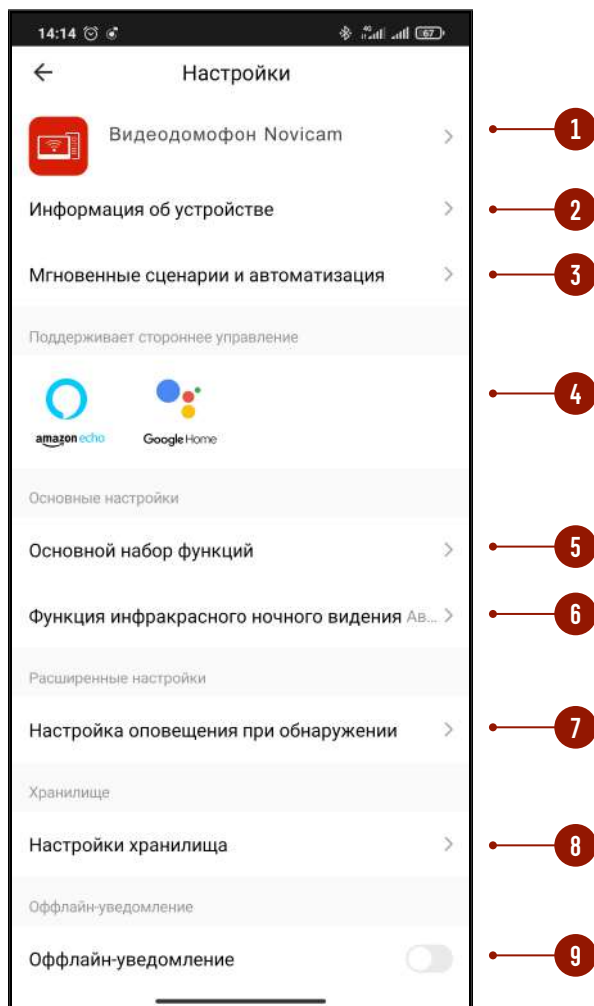 14:14 4G 67
Настройки
Видеодомофон Novicam 1
Информация об устройстве 2
Мгновенные сценарии и автоматизация 3
Поддерживает стороннее управление
amazon echo Google Home 4
Основные настройки
Основной набор функций 5
Функция инфракрасного ночного видения Ав... 6
Расширенные настройки
Настройка оповещения при обнаружении 7
Хранилище
Настройки хранилища 8
Оффлайн-уведомление
Оффлайн-уведомление 9